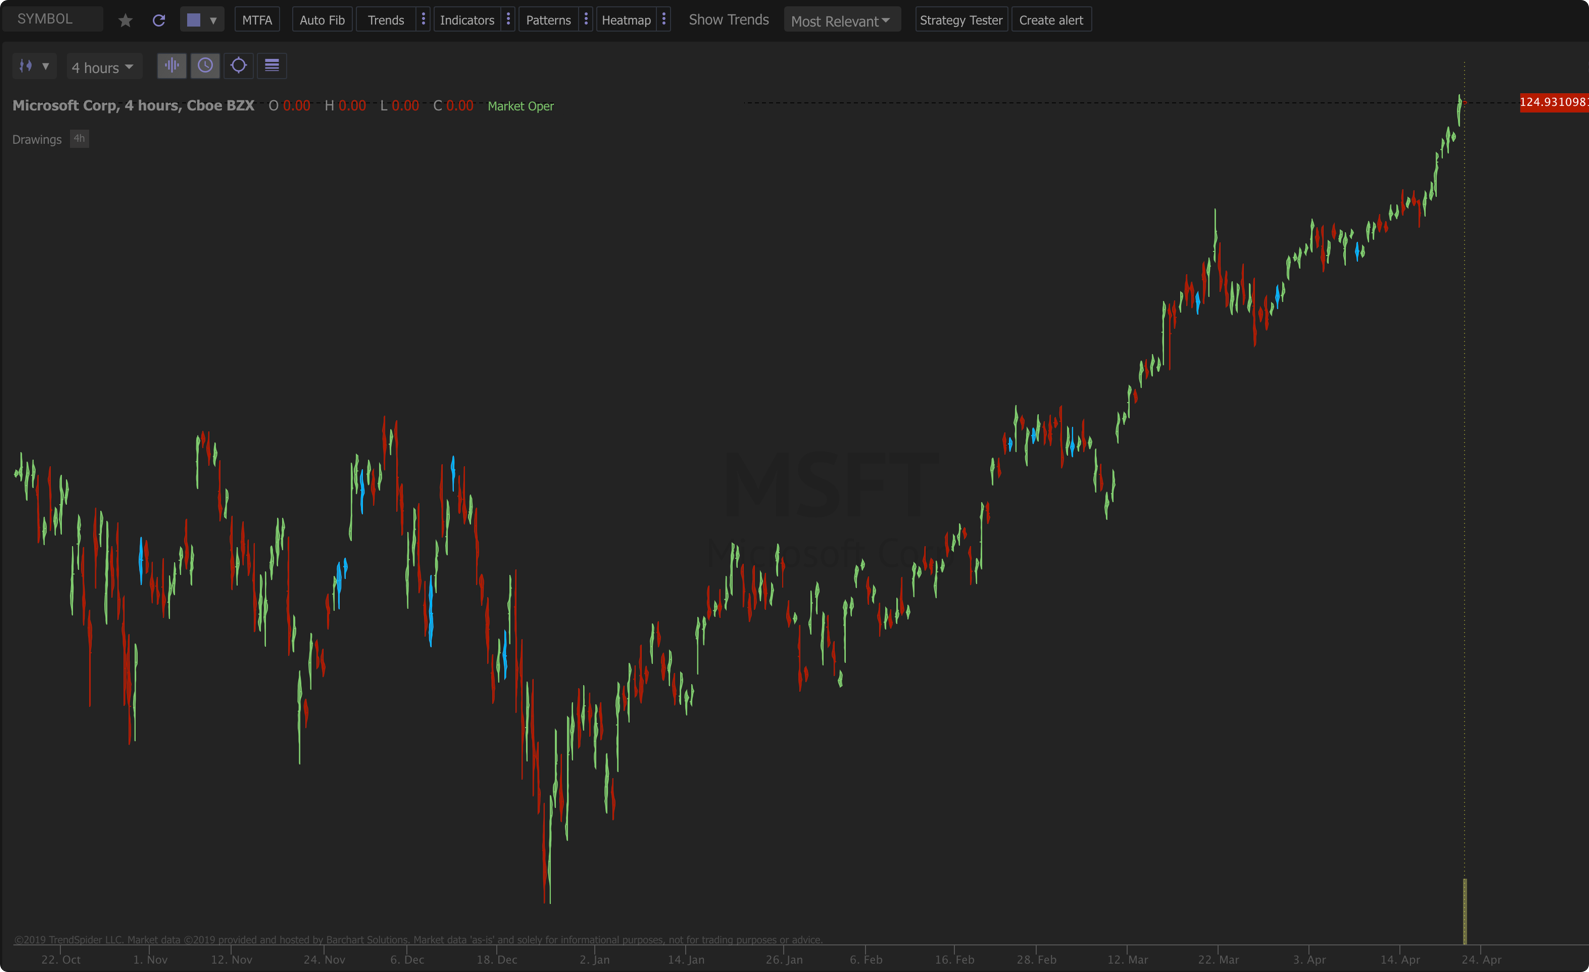 SYMBOL MTFA Auto Fib Trends Indicators Patterns Heatmap Show Trends Most Relevant Strategy Tester Create alert
4 hours
Microsoft Corp, 4 hours, Cboe BZX O 0.00 H 0.00 L 0.00 C 0.00 Market Oper
124.9310981
Drawings 4h
MSFT
Microsoft Co
©2019 TrendSpider LLC. Market data ©2019 provided and hosted by Barchart Solutions. Market data 'as-is' and solely for informational purposes, not for trading purposes or advice.
22. Oct 1. Nov 12. Nov 24. Nov 6. Dec 18. Dec 2. Jan 14. Jan 26. Jan 6. Feb 16. Feb 28. Feb 12. Mar 22. Mar 3. Apr 14. Apr 24. Apr